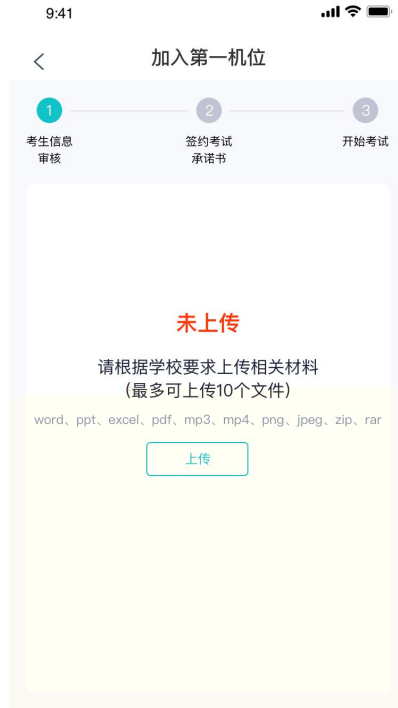 9:41
加入第一机位
1
2
3
考生信息
审核
签约考试
承诺书
开始考试
未上传
请根据学校要求上传相关材料
（最多可上传10个文件）
word、ppt、excel、pdf、mp3、mp4、png、jpeg、zip、rar
上传